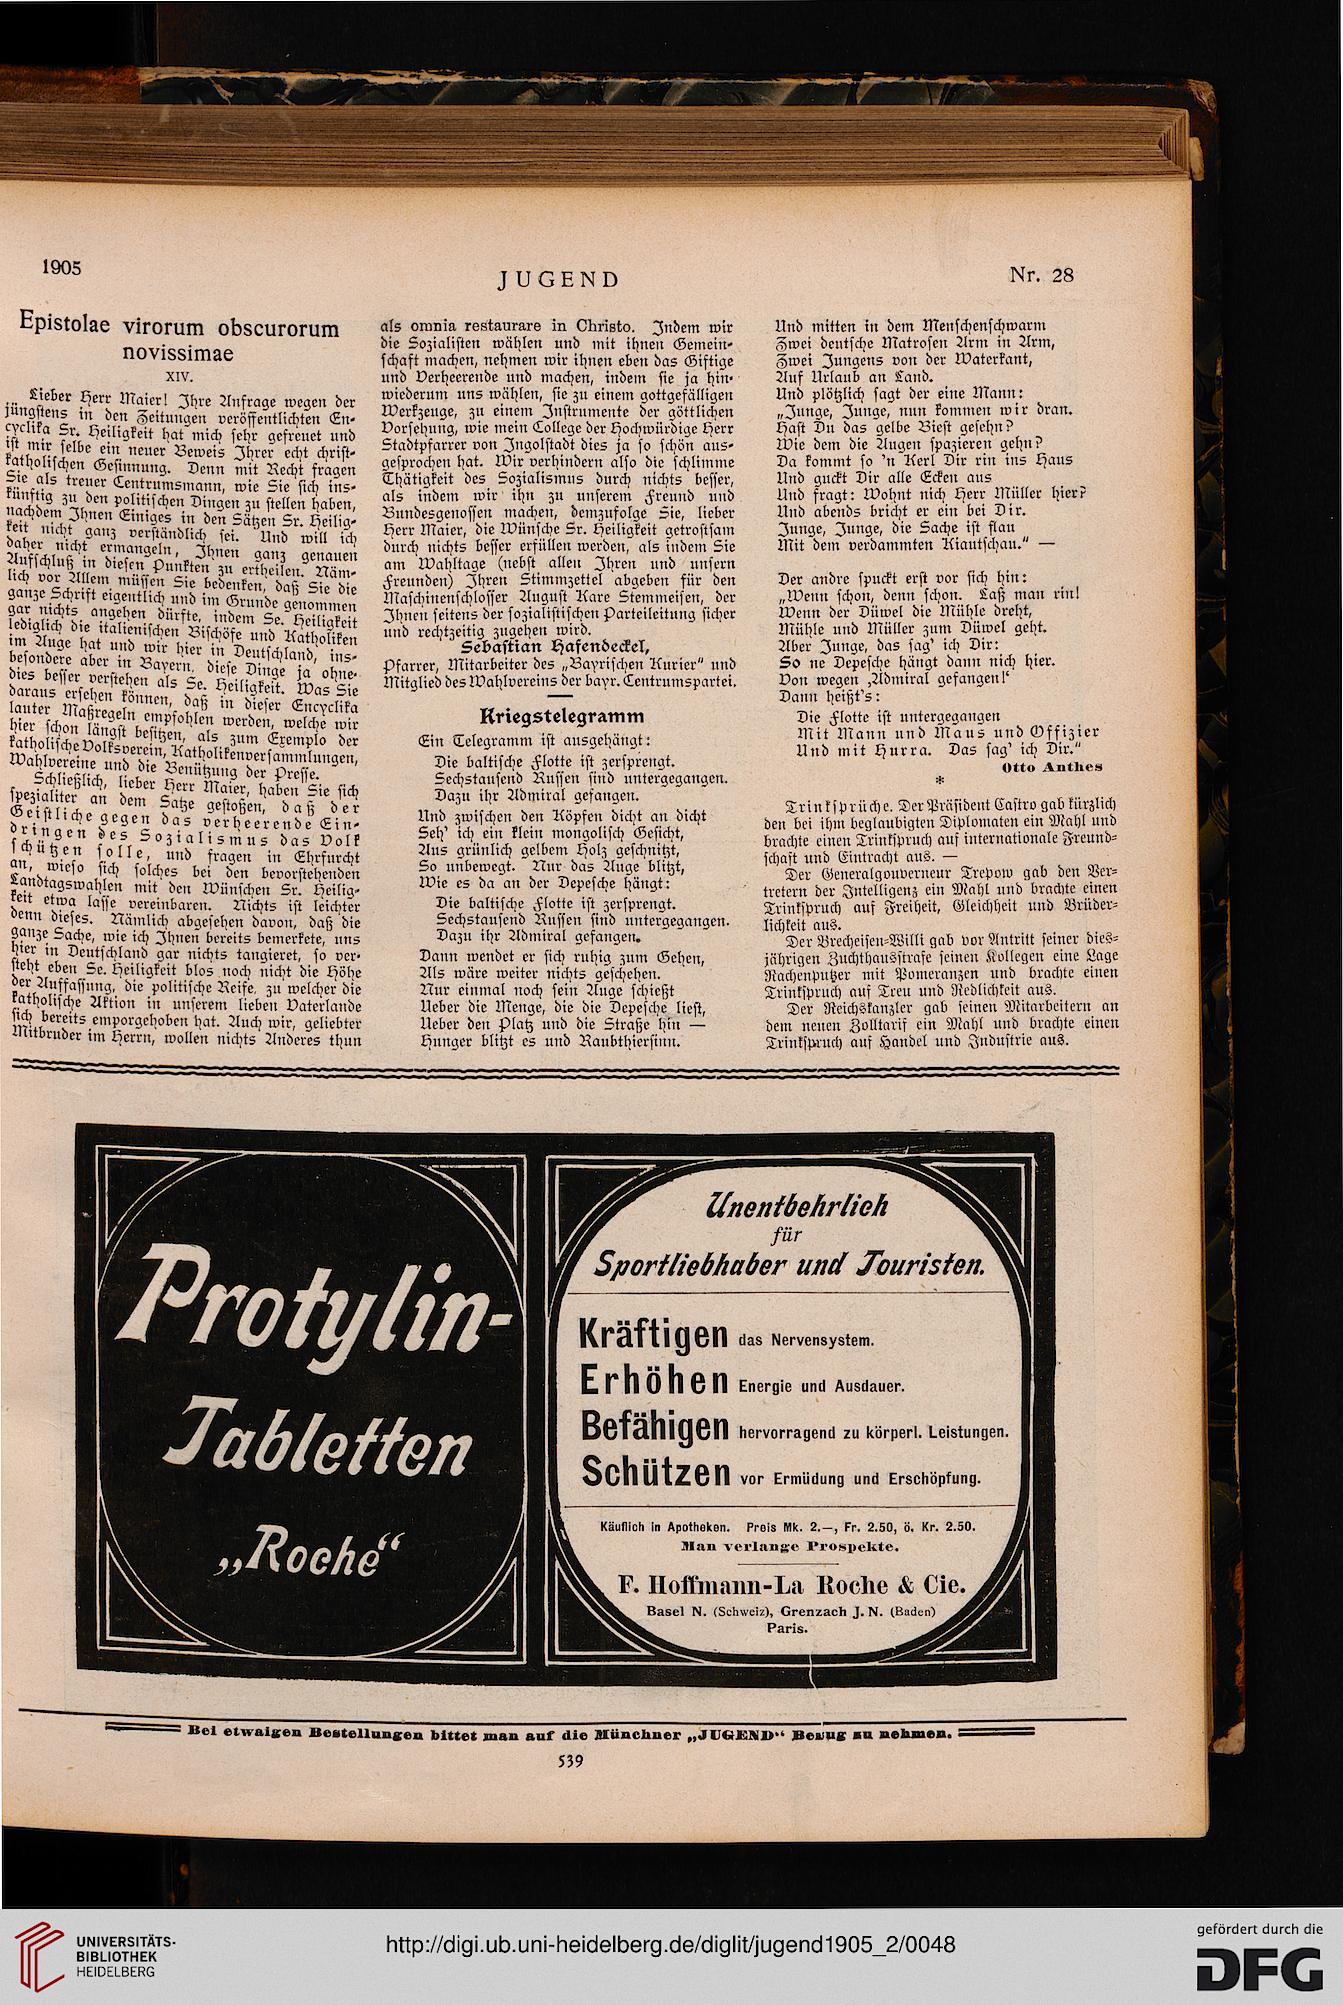 1905
JUGEND
Nr. 28
Epistolae virorum obscurorum
novissimae
XIV.
Lieber Herr Maier! Ihre Anfrage wegen der
jüngstens in den Zeitungen veröffentlichten En-
cyclika Sr. Heiligkeit hat mich sehr gefreuet und
ist mir selbe ein neuer Beweis Ihrer echt christ-
katholischen Gesinnung. Denn mit Recht fragen
Sie als treuer Centrumsmann, wie Sie sich ins-
künftig zu den politischen Dingen zu stellen haben,
nachdem Ihnen Einiges in den Sätzen Sr. Heilig-
keit nicht ganz verständlich sei. Und will ich
daher nicht ermangeln, Ihnen ganz genauen
Aufschluß in diesen Punkten zu ertheilen. Näm-
lich vor Allem müssen Sie bedenken, daß Sie die
ganze Schrift eigentlich und im Grunde genommen
gar nichts angehen dürfte, indem Se. Heiligkeit
lediglich die italienischen Bischöfe und Katholiken
im Auge hat und wir hier in Deutschland, ins-
besondere aber in Bayern, diese Dinge ja ohne-
dies besser verstehen als Se. Heiligkeit. Was Sie
daraus ersehen können, daß in dieser Encyclika
lauter Maßregeln empfohlen werden, welche wir
hier schon längst besitzen, als zum Exemplo der
katholische Volksverein, Katholikenversammlungen,
Wahlvereine und die Benützung der Presse.
Schließlich, lieber Herr Maier, haben Sie sich
spezialiter an dem Satze gestoßen, daß der
Geistliche gegen das verheerende Ein-
dringen des Sozialismus das Volk
schützen solle, und fragen in Ehrfurcht
an, wieso sich solches bei den bevorstehenden
Landtagswahlen mit den Wünschen Sr. Heilig-
keit etwa lasse vereinbaren. Nichts ist leichter
denn dieses. Nämlich abgesehen davon, daß die
ganze Sache, wie ich Ihnen bereits bemerkete, uns
hier in Deutschland gar nichts tangieret, so ver-
steht eben Se. Heiligkeit blos noch nicht die Höhe
der Auffassung, die politische Reife, zu welcher die
katholische Aktion in unserem lieben Vaterlande
sich bereits emporgehoben hat. Auch wir, geliebter
Mitbruder im Herrn, wollen nichts Anderes thun
als omnia restaurare in Christo. Indem wir
die Sozialisten wählen und mit ihnen Gemein-
schaft machen, nehmen wir ihnen eben das Giftige
und Verheerende und machen, indem sie ja hin-
wiederum uns wählen, sie zu einem gottgefälligen
Werkzeuge, zu einem Instrumente der göttlichen
Vorsehung, wie mein College der Hochwürdige Herr
Stadtpfarrer von Ingolstadt dies ja so schön aus-
gesprochen hat. Wir verhindern also die schlimme
Thätigkeit des Sozialismus durch nichts besser,
als indem wir ihn zu unserem Freund und
Bundesgenossen machen, demzufolge Sie, lieber
Herr Maier, die Wünsche Sr. Heiligkeit getrostsam
durch nichts besser erfüllen werden, als indem Sie
am Wahltage (nebst allen Ihren und unsern
Freunden) Ihren Stimmzettel abgeben für den
Maschinenschlosser August Kare Stemmeisen, der
Ihnen seitens der sozialistischen Parteileitung sicher
und rechtzeitig zugehen wird.
Sebastian Hafendeckel,
Pfarrer, Mitarbeiter des „Bayrischen Kurier“ und
Mitglied des Wahlvereins der bayr. Centrumspartei.
Kriegstelegramm
Ein Telegramm ist ausgehängt:
Die baltische Flotte ist zersprengt.
Sechstausend Russen sind untergegangen.
Dazu ihr Admiral gefangen.
Und zwischen den Köpfen dicht an dicht
Seh' ich ein klein mongolisch Gesicht,
Aus grünlich gelbem Holz geschnitzt,
So unbewegt. Nur das Auge blitzt,
Wie es da an der Depesche hängt:
Die baltische Flotte ist zersprengt.
Sechstausend Russen sind untergegangen.
Dazu ihr Admiral gefangen.
Dann wendet er sich ruhig zum Gehen,
Als wäre weiter nichts geschehen.
Nur einmal noch sein Auge schießt
Ueber die Menge, die die Depesche liest,
Ueber den Platz und die Straße hin —
Hunger blitzt es und Raubthiersinn.
Und mitten in dem Menschenschwarm
Zwei deutsche Matrosen Arm in Arm,
Zwei Jungens von der Waterkant,
Auf Urlaub an Land.
Und plötzlich sagt der eine Mann:
„Junge, Junge, nun kommen wir dran.
Hast Du das gelbe Biest gesehn?
Wie dem die Augen spazieren gehn?
Da kommt so 'n Kerl Dir rin ins Haus
Und guckt Dir alle Ecken aus
Und fragt: Wohnt nich Herr Müller hier?
Und abends bricht er ein bei Dir.
Junge, Junge, die Sache ist flau
Mit dem verdammten Kiautschau.“ —
Der andre spuckt erst vor sich hin:
„Wenn schon, denn schon. Laß man rin!
Wenn der Düwel die Mühle dreht,
Mühle und Müller zum Düwel geht.
Aber Junge, das sag' ich Dir:
So ne Depesche hängt dann nich hier.
Von wegen ‚Admiral gefangen!‘
Dann heißt's:
Die Flotte ist untergegangen
Mit Mann und Maus und Offizier
Und mit Hurra. Das sag' ich Dir.“
Otto Anthes
*
Trinksprüche. Der Präsident Castro gab kürzlich
den bei ihm beglaubigten Diplomaten ein Mahl und
brachte einen Trinkspruch auf internationale Freund-
schaft und Eintracht aus. —
Der Generalgouverneur Trepow gab den Ver-
tretern der Intelligenz ein Mahl und brachte einen
Trinkspruch auf Freiheit, Gleichheit und Brüder-
lichkeit aus.
Der Brecheisen-Willi gab vor Antritt seiner dies-
jährigen Zuchthausstrafe seinen Kollegen eine Lage
Rachenputzer mit Pomeranzen und brachte einen
Trinkspruch auf Treu und Redlichkeit aus.
Der Reichskanzler gab seinen Mitarbeitern an
dem neuen Zolltarif ein Mahl und brachte einen
Trinkspruch auf Handel und Industrie aus.
Protylin-
Tabletten
„Roche“
Unentbehrlich
für
Sportliebhaber und Touristen.
Kräftigen das Nervensystem.
Erhöhen Energie und Ausdauer.
Befähigen hervorragend zu körperl. Leistungen.
Schützen vor Ermüdung und Erschöpfung.
Käuflich in Apotheken. Preis Mk. 2.—, Fr. 2.50, ö. Kr. 2.50.
Man verlange Prospekte.
F. Hoffmann-La Roche & Cie.
Basel N. (Schweiz), Grenzach J. N. (Baden)
Paris.
Bei etwaigen Bestellungen bittet man auf die Münchner „JUGEND“ Bezug zu nehmen.
539
UNIVERSITÄTS-
BIBLIOTHEK
HEIDELBERG
http://digi.ub.uni-heidelberg.de/diglit/jugend1905_2/0048
gefördert durch die
DFG